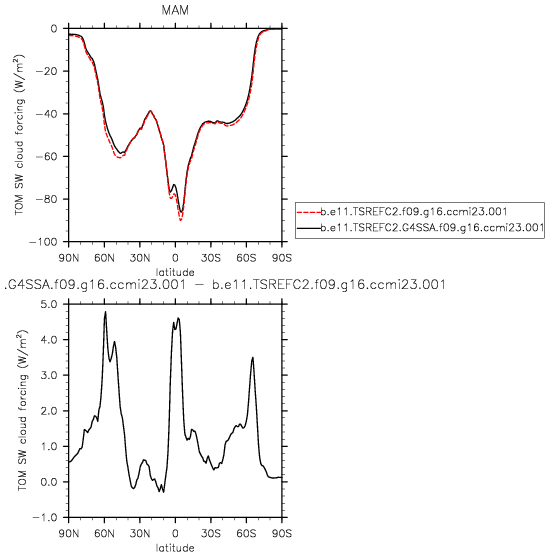 MAM
0
−20
−40
−60
−80
−100
TOM SW cloud forcing (W/m²)
90N 60N 30N 0 30S 60S 90S
latitude
b.e11.TSREFC2.f09.g16.ccmi23.001
b.e11.TSREFC2.G4SSA.f09.g16.ccmi23.001
.G4SSA.f09.g16.ccmi23.001 − b.e11.TSREFC2.f09.g16.ccmi23.001
5.0
4.0
3.0
2.0
1.0
0.0
−1.0
TOM SW cloud forcing (W/m²)
90N 60N 30N 0 30S 60S 90S
latitude